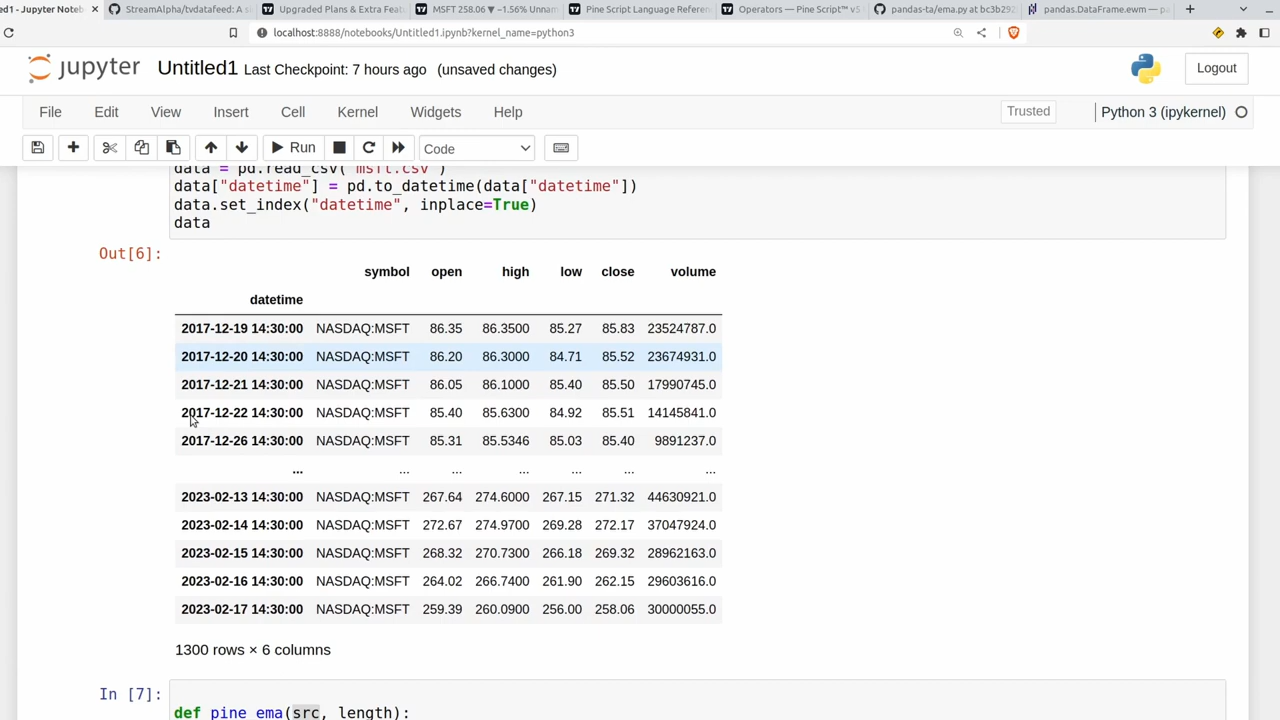 d1 - Jupyter Noteb
StreamAlpha/tvdatafeed: A si
Upgraded Plans & Extra Feat
MSFT 258.06 ▼ −1.56% Unnam
Pine Script Language Referen
Operators — Pine Script™ v5
pandas-ta/ema.py at bc3b292
pandas.DataFrame.ewm — pa
localhost:8888/notebooks/Untitled1.ipynb?kernel_name=python3
jupyter Untitled1 Last Checkpoint: 7 hours ago (unsaved changes)
Logout
File Edit View Insert Cell Kernel Widgets Help
Trusted
Python 3 (ipykernel)
Run
Code
data = pd.read_csv("msft.csv")
data["datetime"] = pd.to_datetime(data["datetime"])
data.set_index("datetime", inplace=True)
data
Out[6]:
symbol open high low close volume
datetime
2017-12-19 14:30:00 NASDAQ:MSFT 86.35 86.3500 85.27 85.83 23524787.0
2017-12-20 14:30:00 NASDAQ:MSFT 86.20 86.3000 84.71 85.52 23674931.0
2017-12-21 14:30:00 NASDAQ:MSFT 86.05 86.1000 85.40 85.50 17990745.0
2017-12-22 14:30:00 NASDAQ:MSFT 85.40 85.6300 84.92 85.51 14145841.0
2017-12-26 14:30:00 NASDAQ:MSFT 85.31 85.5346 85.03 85.40 9891237.0
... ... ... ... ... ... ...
2023-02-13 14:30:00 NASDAQ:MSFT 267.64 274.6000 267.15 271.32 44630921.0
2023-02-14 14:30:00 NASDAQ:MSFT 272.67 274.9700 269.28 272.17 37047924.0
2023-02-15 14:30:00 NASDAQ:MSFT 268.32 270.7300 266.18 269.32 28962163.0
2023-02-16 14:30:00 NASDAQ:MSFT 264.02 266.7400 261.90 262.15 29603616.0
2023-02-17 14:30:00 NASDAQ:MSFT 259.39 260.0900 256.00 258.06 30000055.0
1300 rows × 6 columns
In [7]:
def pine_ema(src, length):